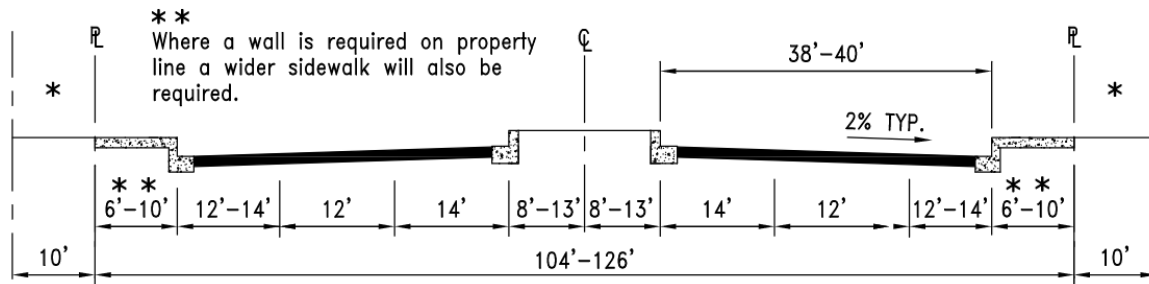 * *
Where a wall is required on property
line a wider sidewalk will also be
required.
PL
CL
PL
38'-40'
*
*
2% TYP.
* *
* *
6'-10' 12'-14' 12' 14' 8'-13' 8'-13' 14' 12' 12'-14' 6'-10'
10' 104'-126' 10'